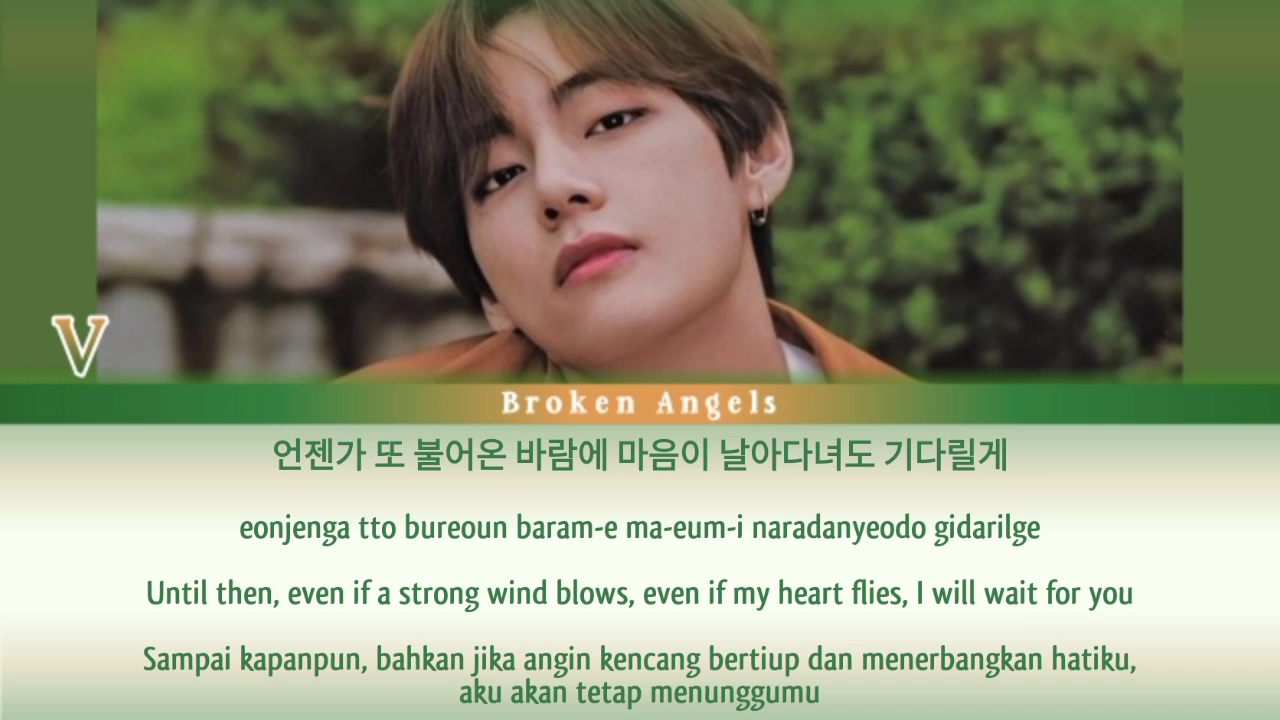 V
Broken Angels
언젠가 또 불어온 바람에 마음이 날아다녀도 기다릴게
eonjenga tto bureoun baram-e ma-eum-i naradanyeodo gidarilge
Until then, even if a strong wind blows, even if my heart flies, I will wait for you
Sampai kapanpun, bahkan jika angin kencang bertiup dan menerbangkan hatiku,
aku akan tetap menunggumu